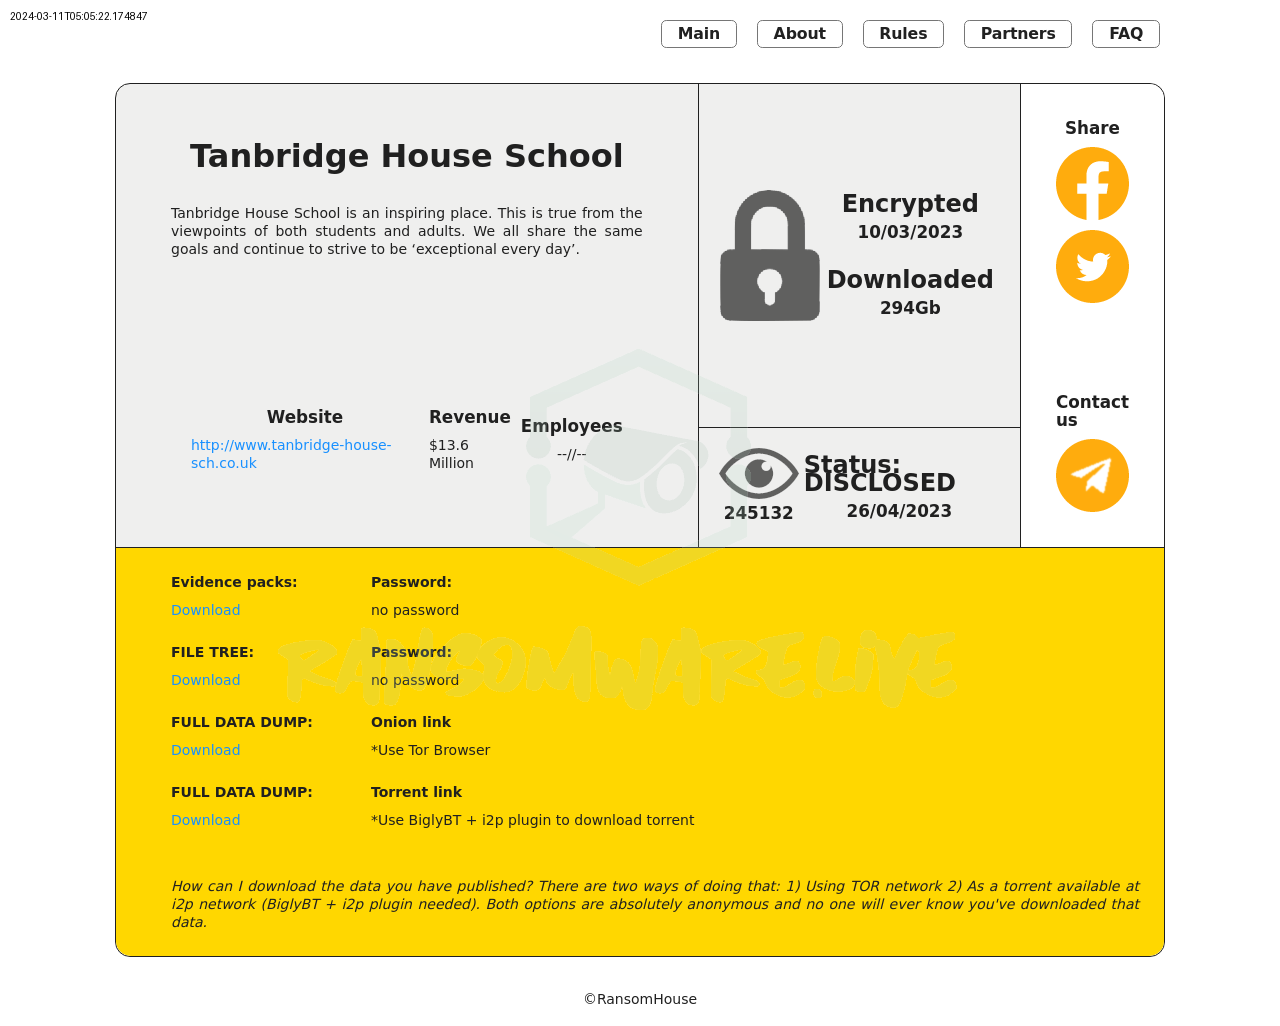 2024-03-11T05:05:22.174847
Main
About
Rules
Partners
FAQ
Tanbridge House School
Tanbridge House School is an inspiring place. This is true from the
viewpoints of both students and adults. We all share the same
goals and continue to strive to be ‘exceptional every day’.
Website
http://www.tanbridge-house-
sch.co.uk
Revenue
$13.6
Million
Employees
--//--
Encrypted
10/03/2023
Downloaded
294Gb
245132
Status:
DISCLOSED
26/04/2023
Share
Contact
us
Evidence packs:
Password:
Download
no password
FILE TREE:
Password:
Download
no password
RANSOMWARE.LIVE
FULL DATA DUMP:
Onion link
Download
*Use Tor Browser
FULL DATA DUMP:
Torrent link
Download
*Use BiglyBT + i2p plugin to download torrent
How can I download the data you have published? There are two ways of doing that: 1) Using TOR network 2) As a torrent available at
i2p network (BiglyBT + i2p plugin needed). Both options are absolutely anonymous and no one will ever know you've downloaded that
data.
©RansomHouse